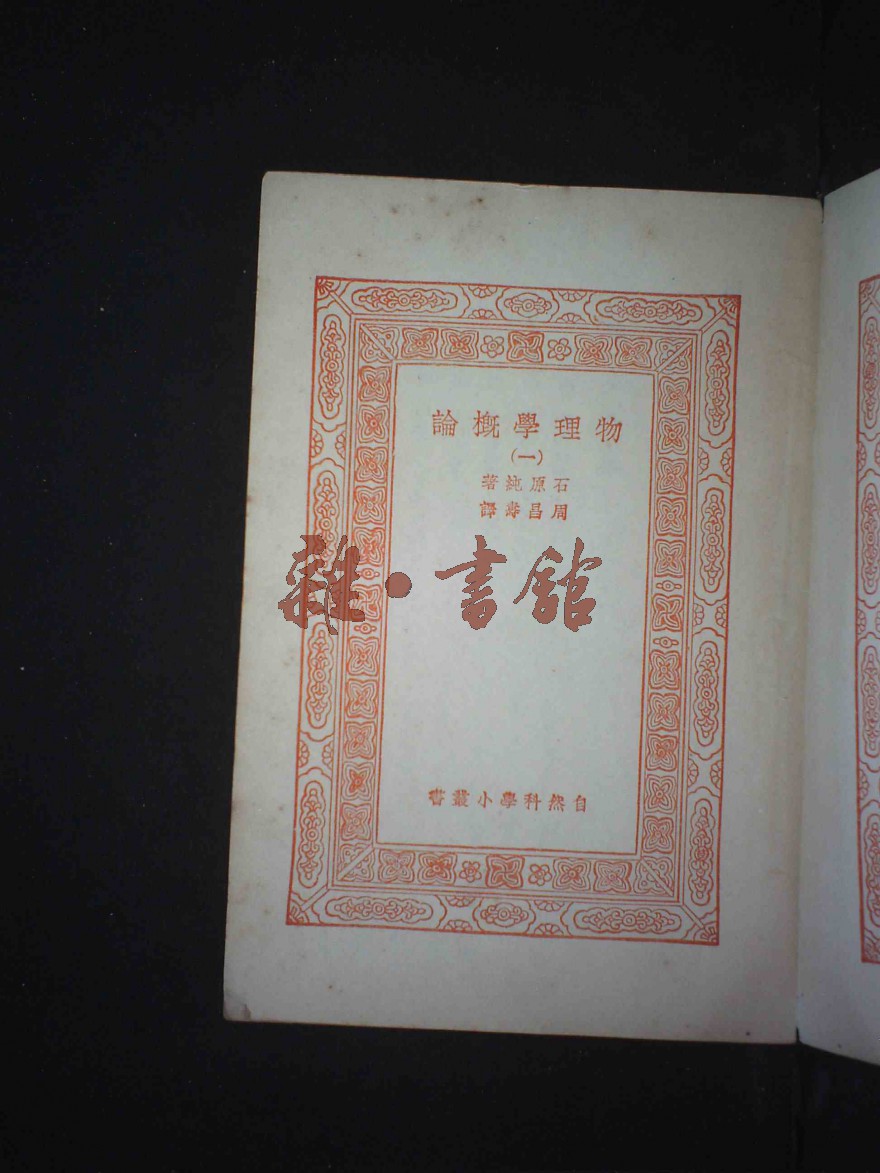 物理學概論
(一)
石原純著
周昌壽譯
雜·書館
自然科學小叢書